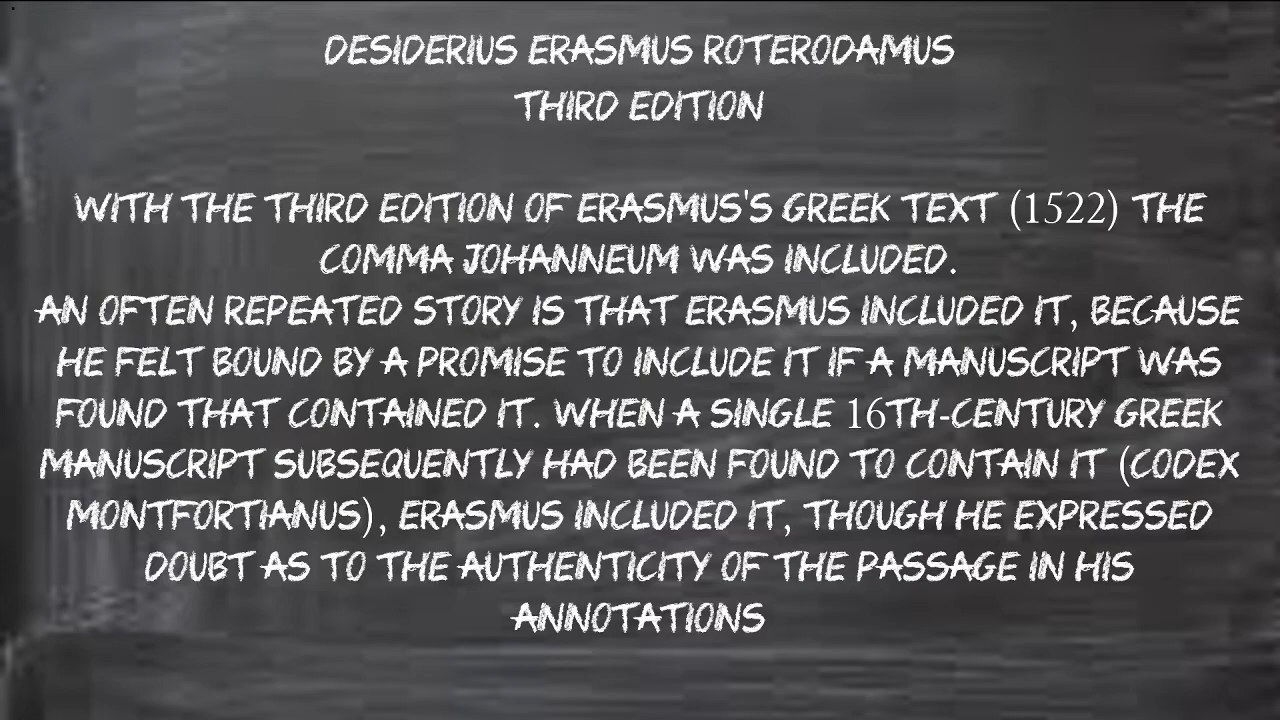 DESIDERIUS ERASMUS ROTERODAMUS
THIRD EDITION
WITH THE THIRD EDITION OF ERASMUS'S GREEK TEXT (1522) THE
COMMA JOHANNEUM WAS INCLUDED.
AN OFTEN REPEATED STORY IS THAT ERASMUS INCLUDED IT, BECAUSE
HE FELT BOUND BY A PROMISE TO INCLUDE IT IF A MANUSCRIPT WAS
FOUND THAT CONTAINED IT. WHEN A SINGLE 16TH-CENTURY GREEK
MANUSCRIPT SUBSEQUENTLY HAD BEEN FOUND TO CONTAIN IT (CODEX
MONTFORTIANUS), ERASMUS INCLUDED IT, THOUGH HE EXPRESSED
DOUBT AS TO THE AUTHENTICITY OF THE PASSAGE IN HIS
ANNOTATIONS